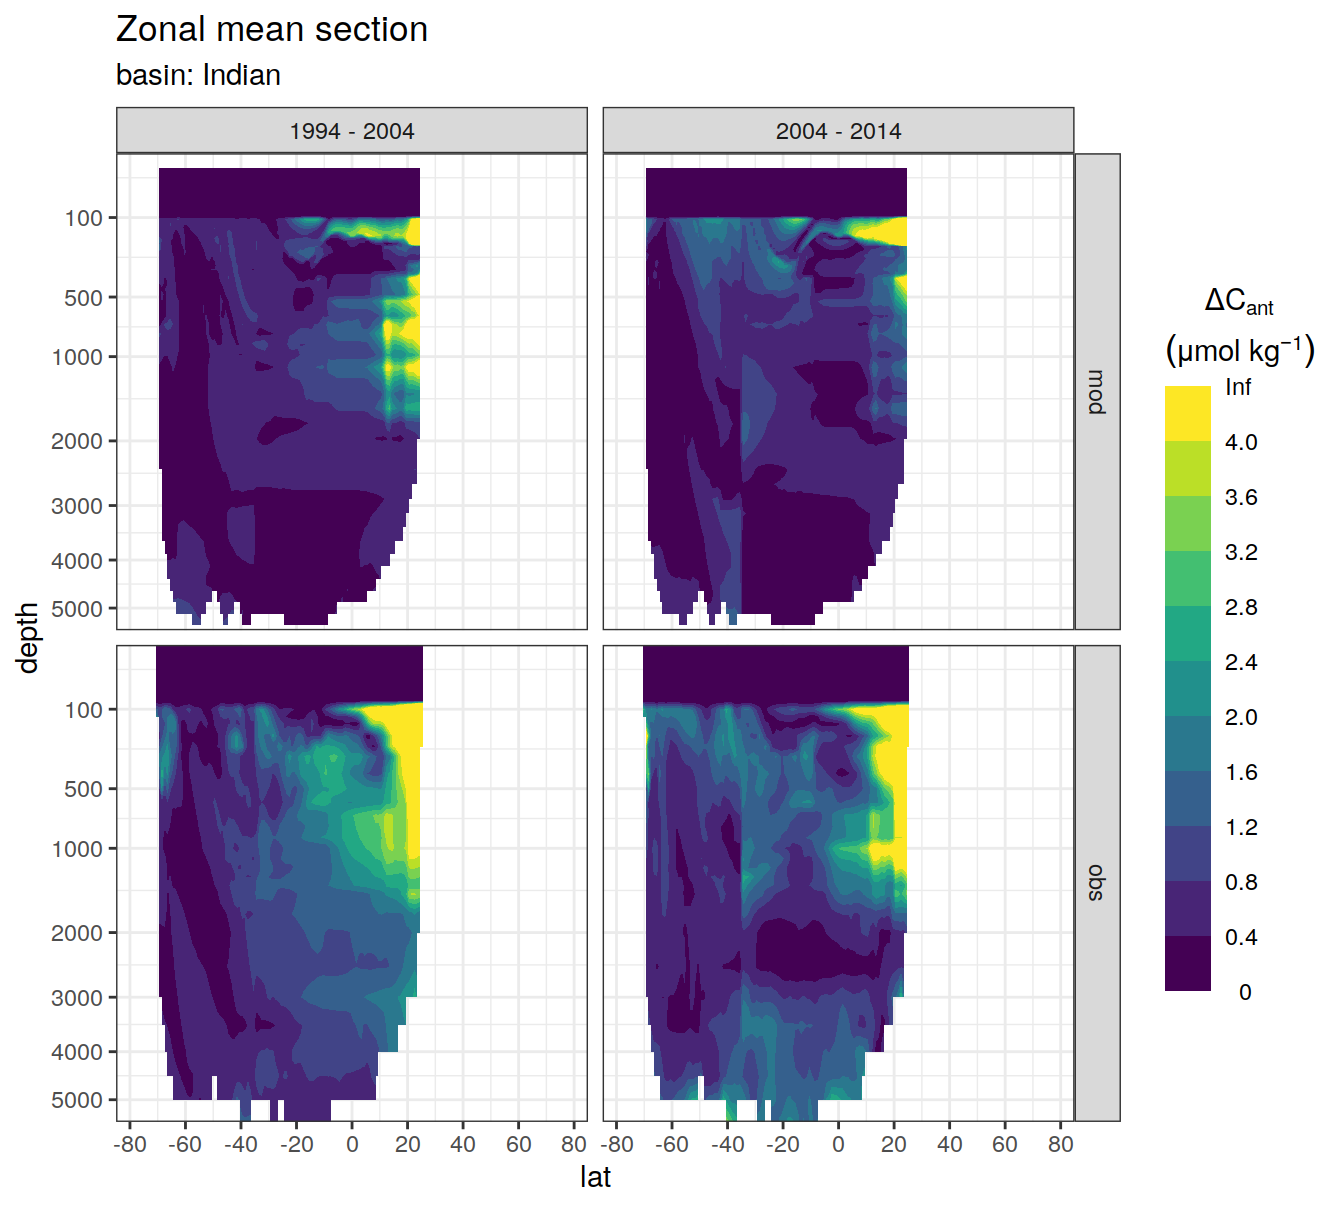 Zonal mean section
basin: Indian
1994 - 2004
2004 - 2014
100
500
1000
2000
3000
4000
5000
mod
100
500
1000
2000
3000
4000
5000
obs
depth
-80 -60 -40 -20 0 20 40 60 80
-80 -60 -40 -20 0 20 40 60 80
lat
ΔCant
(μmol kg⁻¹)
Inf
4.0
3.6
3.2
2.8
2.4
2.0
1.6
1.2
0.8
0.4
0